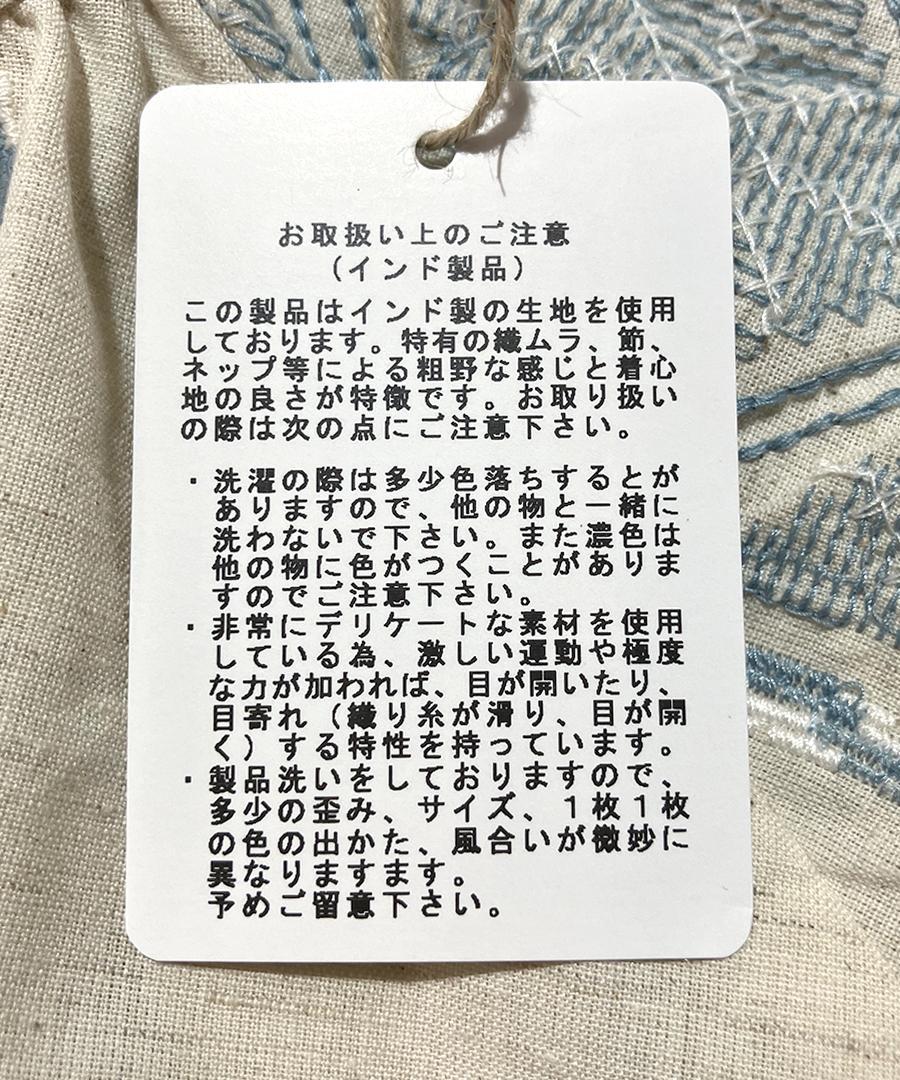 お取扱い上のご注意
（インド製品）
この製品はインド製の生地を使用
しております。特有の織ムラ、節、
ネップ等による粗野な感じと着心
地の良さが特徴です。お取り扱い
の際は次の点にご注意下さい。
・洗濯の際は多少色落ちするとが
ありますので、他の物と一緒に
洗わないで下さい。また濃色は
他の物に色がつくことがありま
すのでご注意下さい。
・非常にデリケートな素材を使用
している為、激しい運動や極度
な力が加われば、目が開いたり、
目寄れ（織り糸が滑り、目が開
く）する特性を持っています。
・製品洗いをしておりますので、
多少の歪み、サイズ、１枚１枚
の色の出かた、風合いが微妙に
異なりますます。
予めご留意下さい。